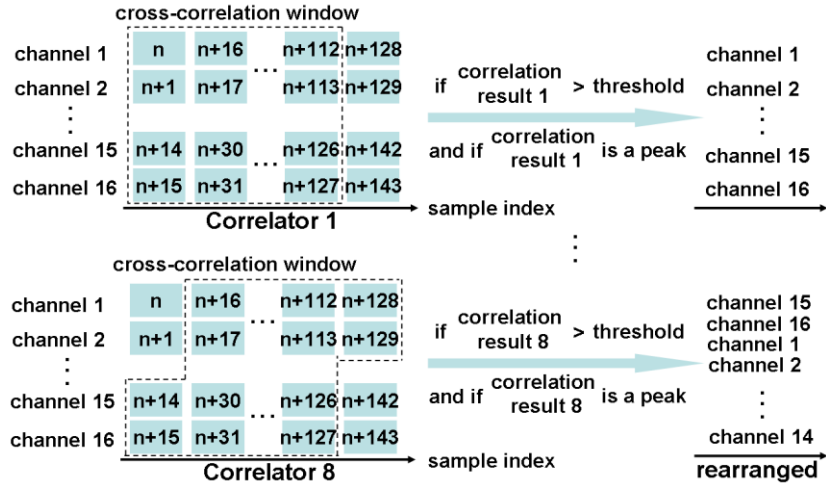 cross-correlation window
channel 1 n n+16 n+112 n+128
channel 2 n+1 n+17 ... n+113 n+129
channel 15 n+14 n+30 n+126 n+142
channel 16 n+15 n+31 ... n+127 n+143
Correlator 1
sample index
if correlation result 1 > threshold
and if correlation result 1 is a peak
channel 1
channel 2
channel 15
channel 16
cross-correlation window
channel 1 n n+16 n+112 n+128
channel 2 n+1 n+17 ... n+113 n+129
channel 15 n+14 n+30 n+126 n+142
channel 16 n+15 n+31 ... n+127 n+143
Correlator 8
sample index
if correlation result 8 > threshold
and if correlation result 8 is a peak
channel 15
channel 16
channel 1
channel 2
channel 14
rearranged